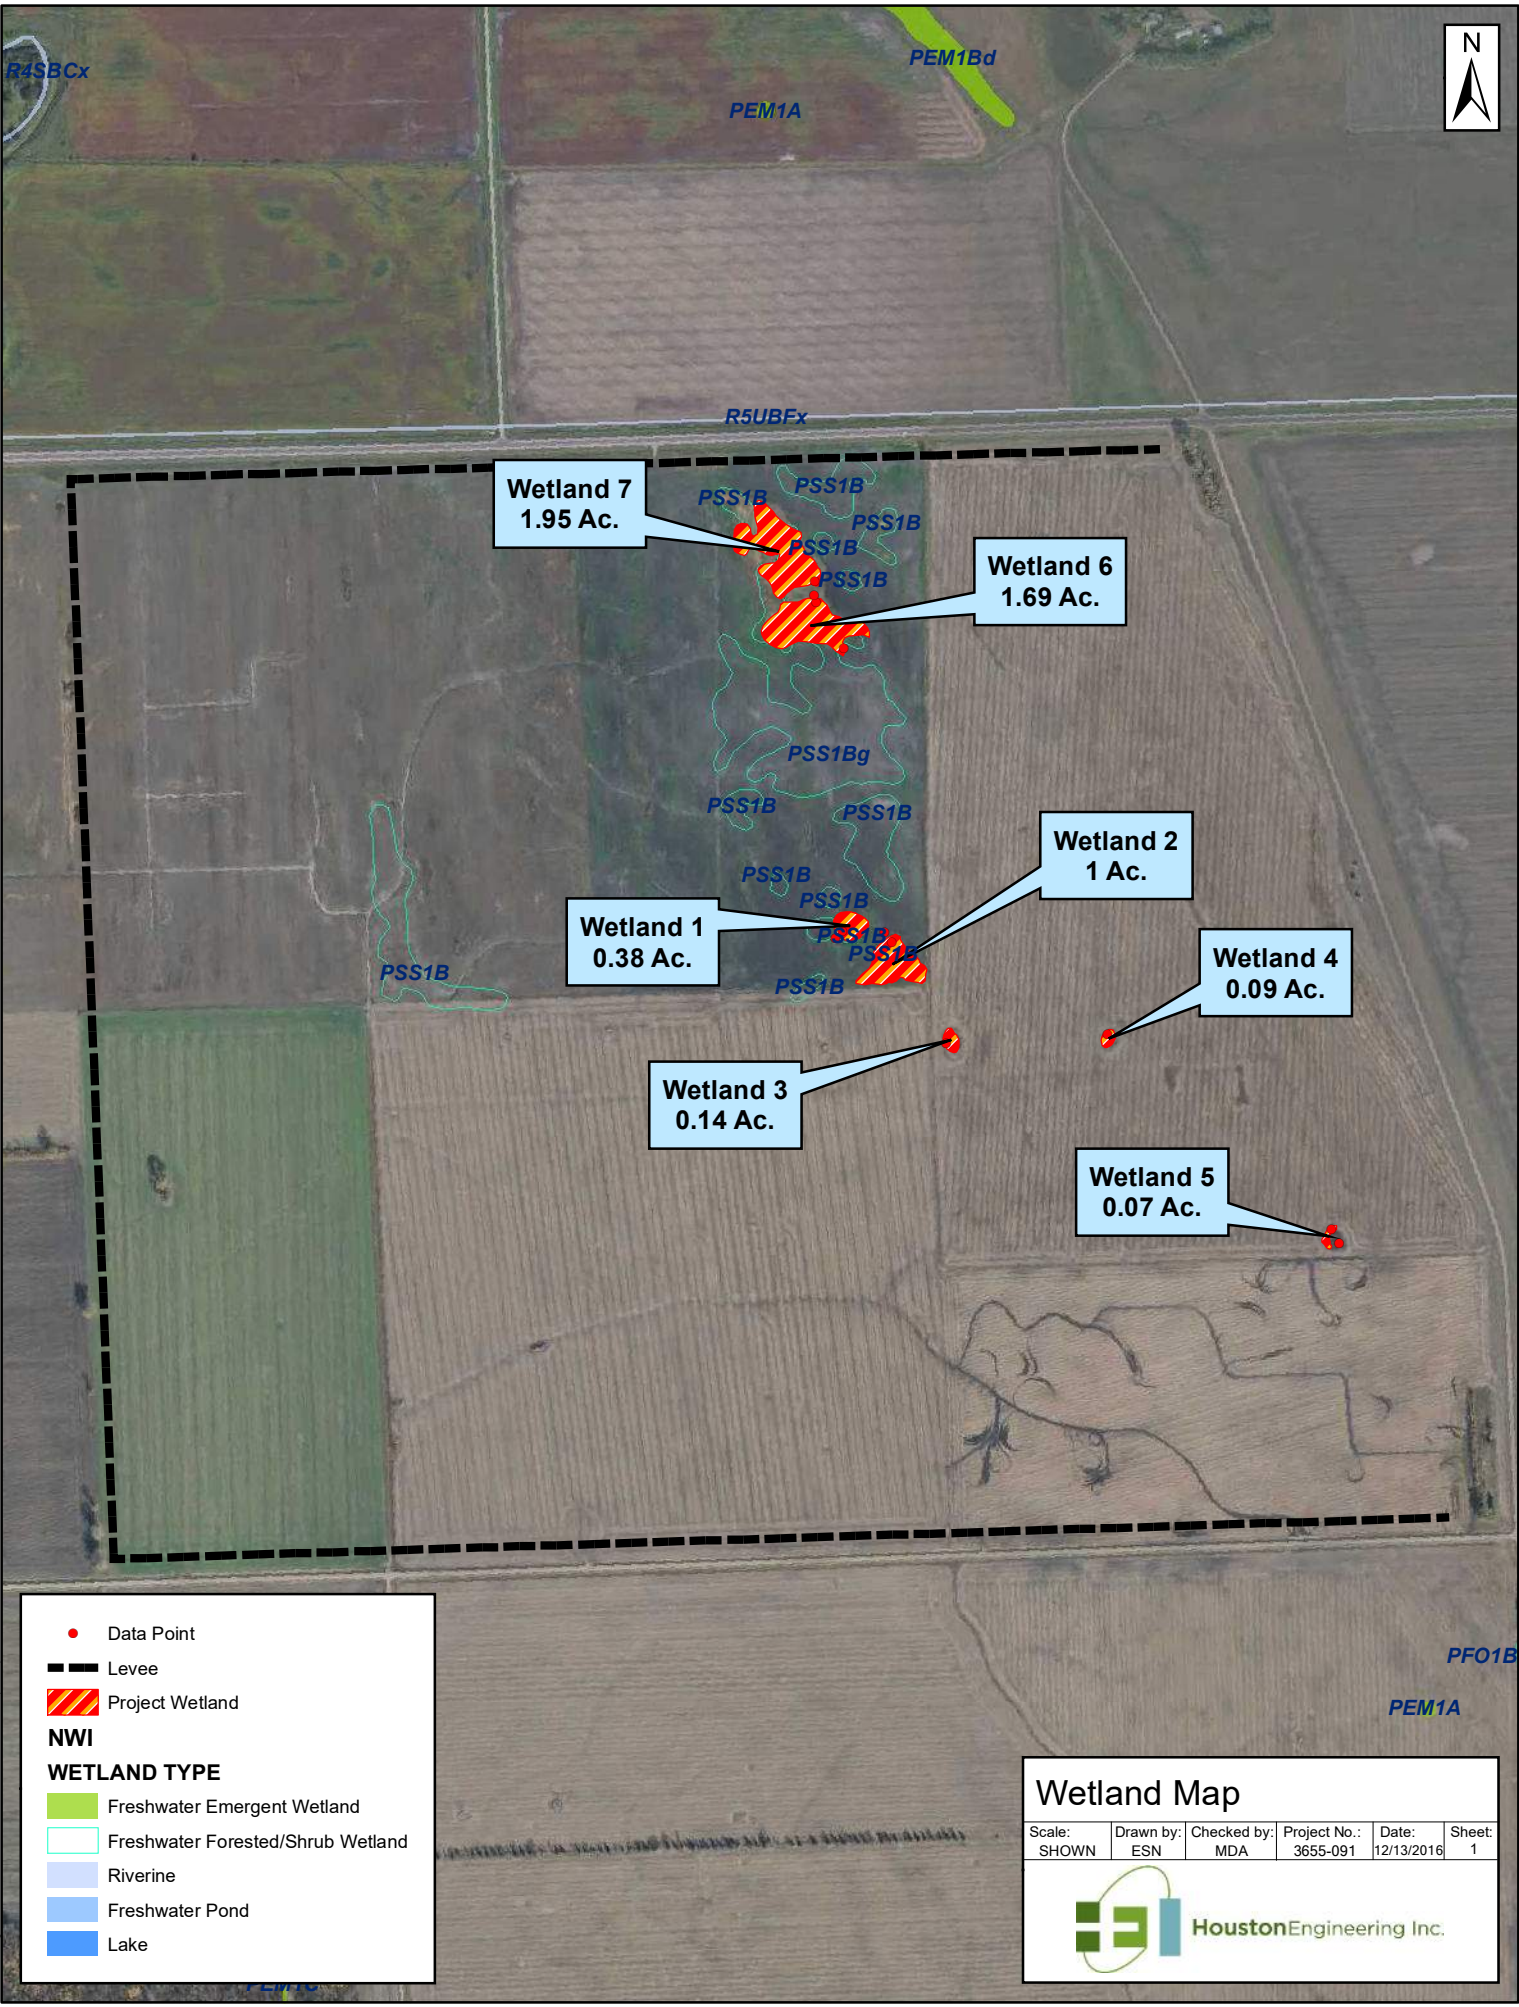 N
R4SBCx
PEM1Bd
PEM1A
R5UBFx
Wetland 7
1.95 Ac.
PSS1B
PSS1B
PSS1B
PSS1B
PSS1B
Wetland 6
1.69 Ac.
PSS1Bg
PSS1B
PSS1B
Wetland 2
1 Ac.
PSS1B
PSS1B
Wetland 1
0.38 Ac.
PSS1B
PSS1B
PSS1B
PSS1B
Wetland 4
0.09 Ac.
Wetland 3
0.14 Ac.
Wetland 5
0.07 Ac.
PFO1B
PEM1A
Data Point
Levee
Project Wetland
NWI
WETLAND TYPE
Freshwater Emergent Wetland
Freshwater Forested/Shrub Wetland
Riverine
Freshwater Pond
Lake
PEM1C
Wetland Map
Scale: Drawn by: Checked by: Project No.: Date: Sheet:
SHOWN ESN MDA 3655-091 12/13/2016 1
HoustonEngineering Inc.